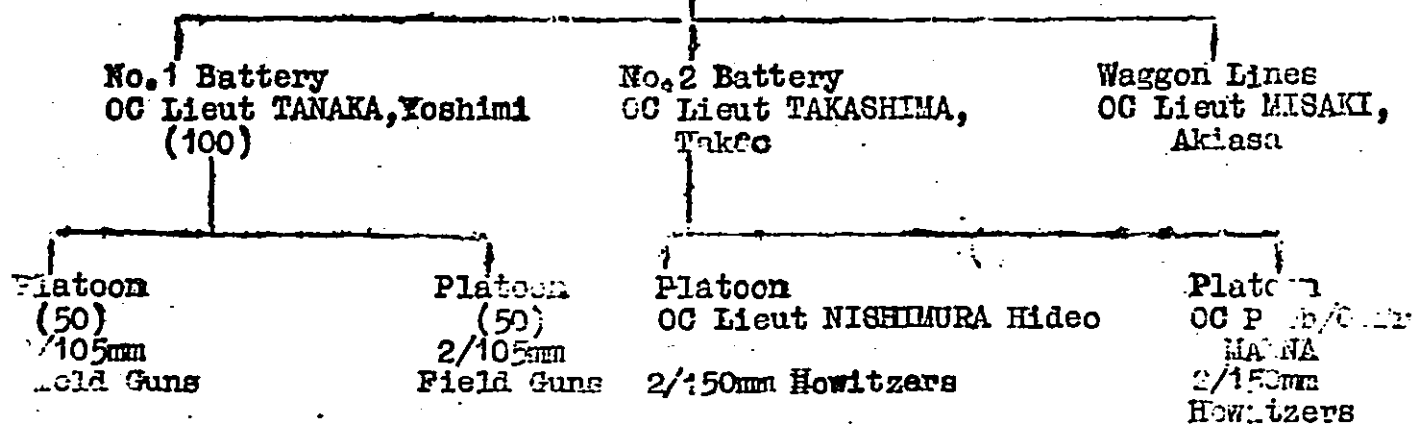 No.1 Battery
OC Lieut TANAKA,Yoshimi
(100)
No.2 Battery
OC Lieut TAKASHIMA,
Waggon Lines
OC Lieut MISAKI,
Akiasa
Platoon
(50)
/105mm
Guns
Platoon
(50)
2/105mm
Field Guns
Platoon
OC Lieut NISHIMURA Hideo
2/150mm Howitzers
Platoon
OC
2/150mm
Howitzers